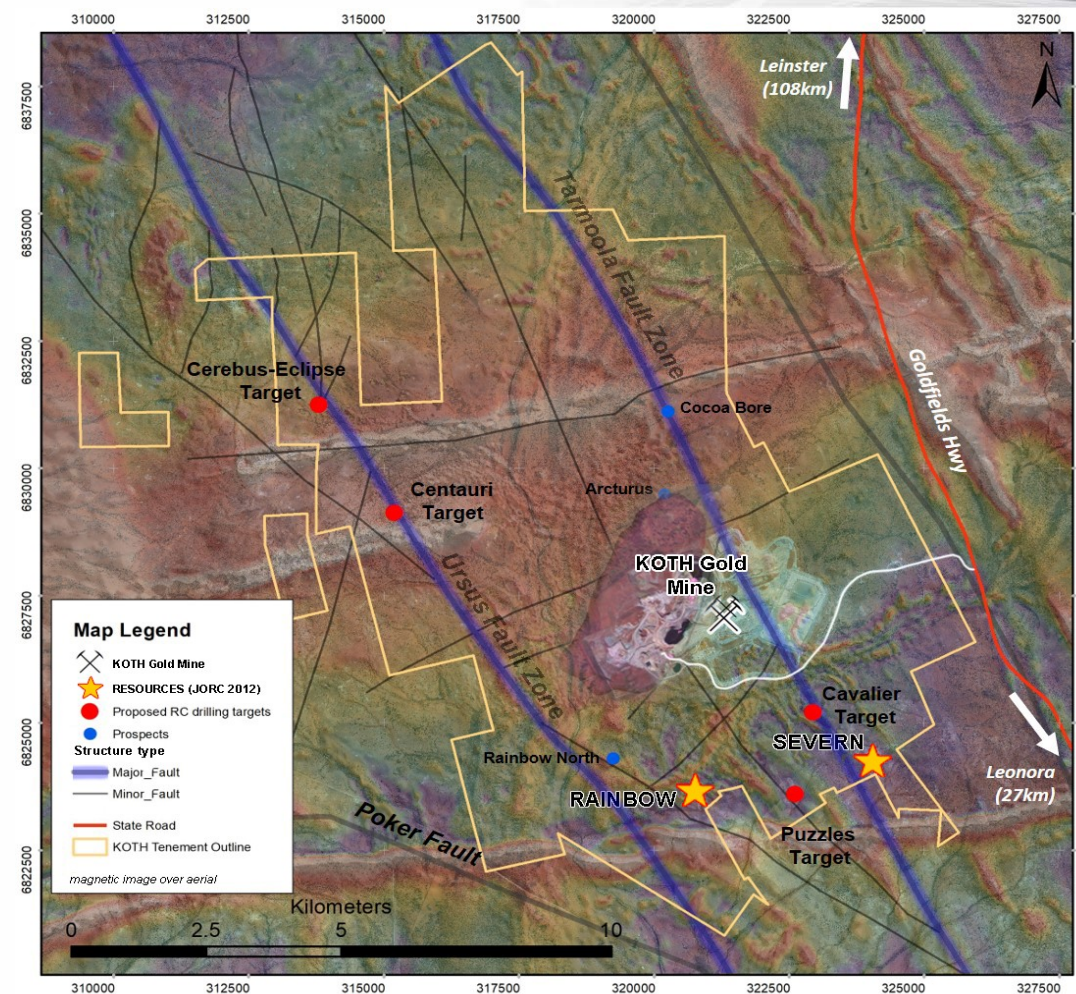 310000
312500
315000
317500
320000
322500
325000
327500
6837500
6835000
6832500
6830000
6827500
6825000
6822500
N
Leinster
(108km)
Tarmoola Fault Zone
Goldfields Hwy
Cerebus-Eclipse
Target
Cocoa Bore
Centauri
Target
Arcturus
KOTH Gold
Mine
Ursus Fault Zone
Cavalier
Target
SEVERN
Rainbow North
RAINBOW
Leonora
(27km)
Puzzles
Target
Poker Fault
Map Legend
KOTH Gold Mine
RESOURCES (JORC 2012)
Proposed RC drilling targets
Prospects
Structure type
Major_Fault
Minor_Fault
State Road
KOTH Tenement Outline
magnetic image over aerial
Kilometers
0
2.5
5
10
310000
312500
315000
317500
320000
322500
325000
327500